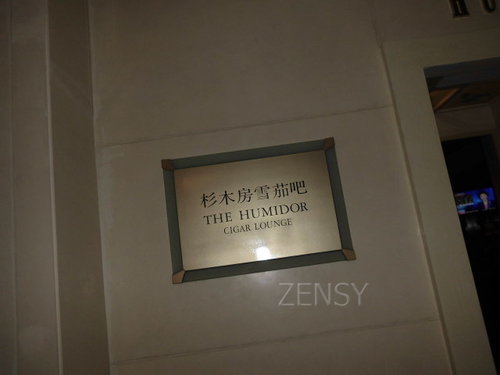 杉木房雪茄吧
THE HUMIDOR
CIGAR LOUNGE
ZENSY